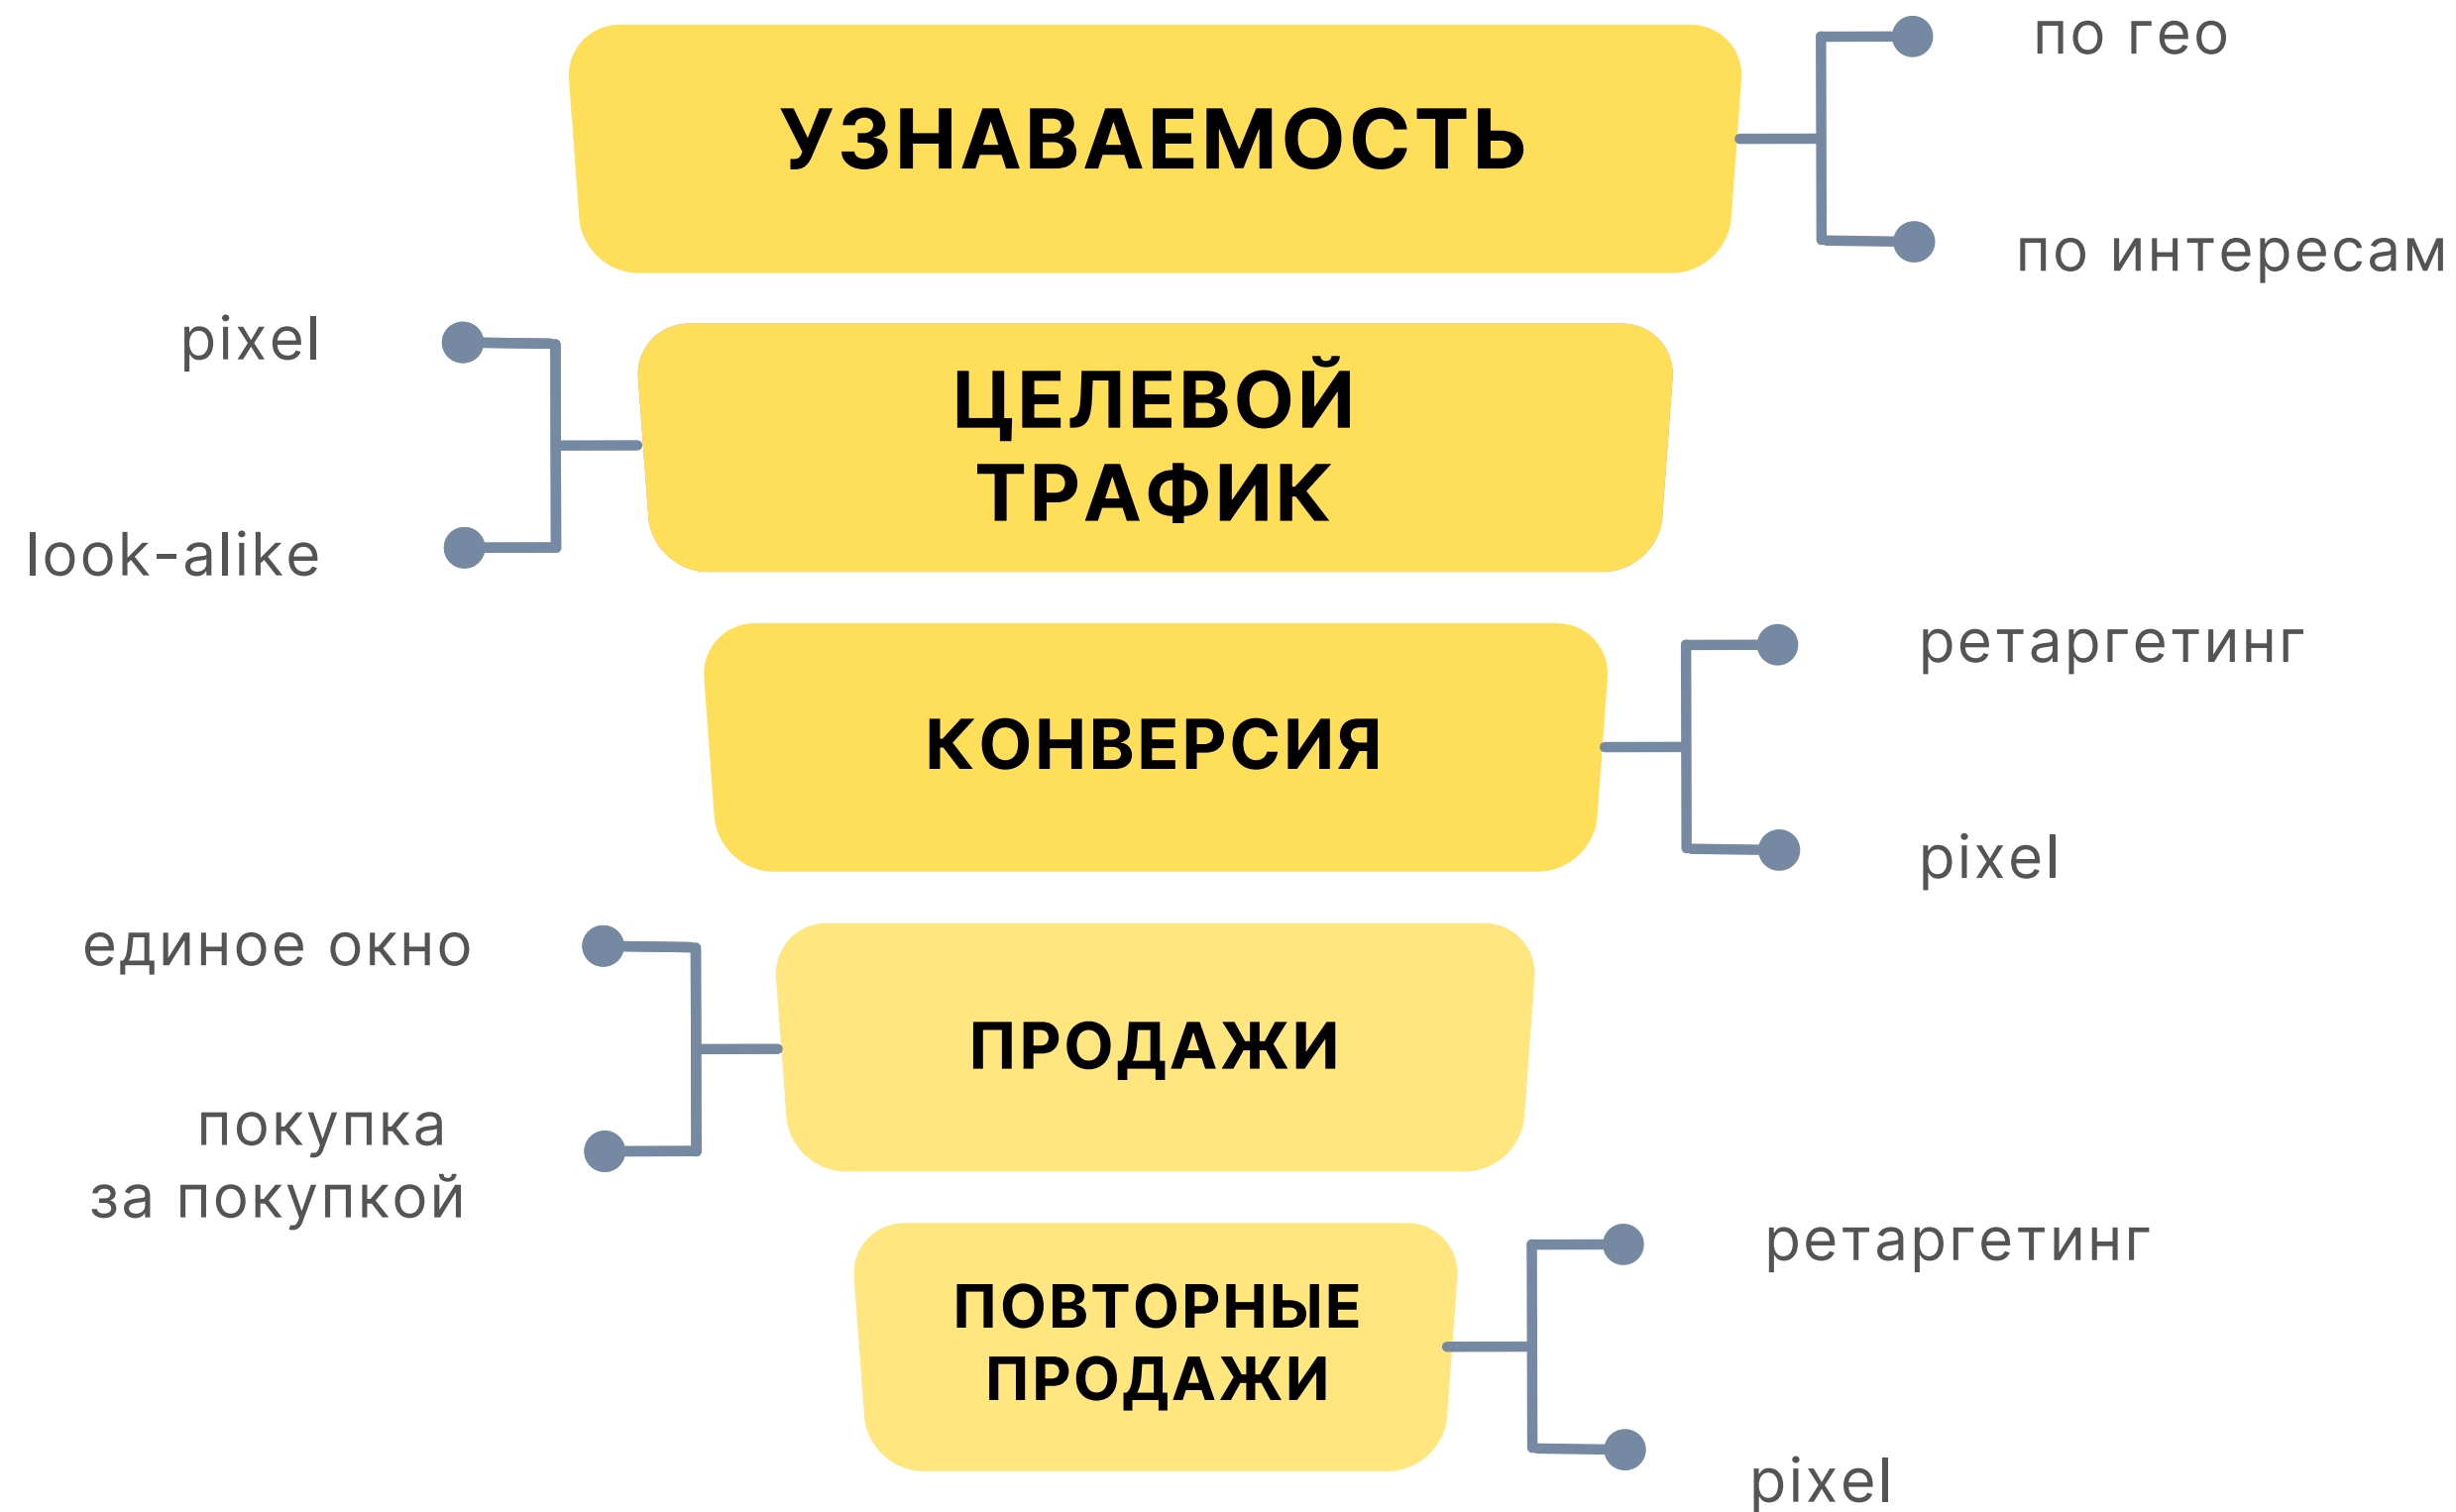 УЗНАВАЕМОСТЬ
по гео
по интересам
ЦЕЛЕВОЙ
ТРАФИК
pixel
look-alike
КОНВЕРСИЯ
ретаргетинг
pixel
ПРОДАЖИ
единое окно
покупка
за покупкой
ПОВТОРНЫЕ
ПРОДАЖИ
ретаргетинг
pixel